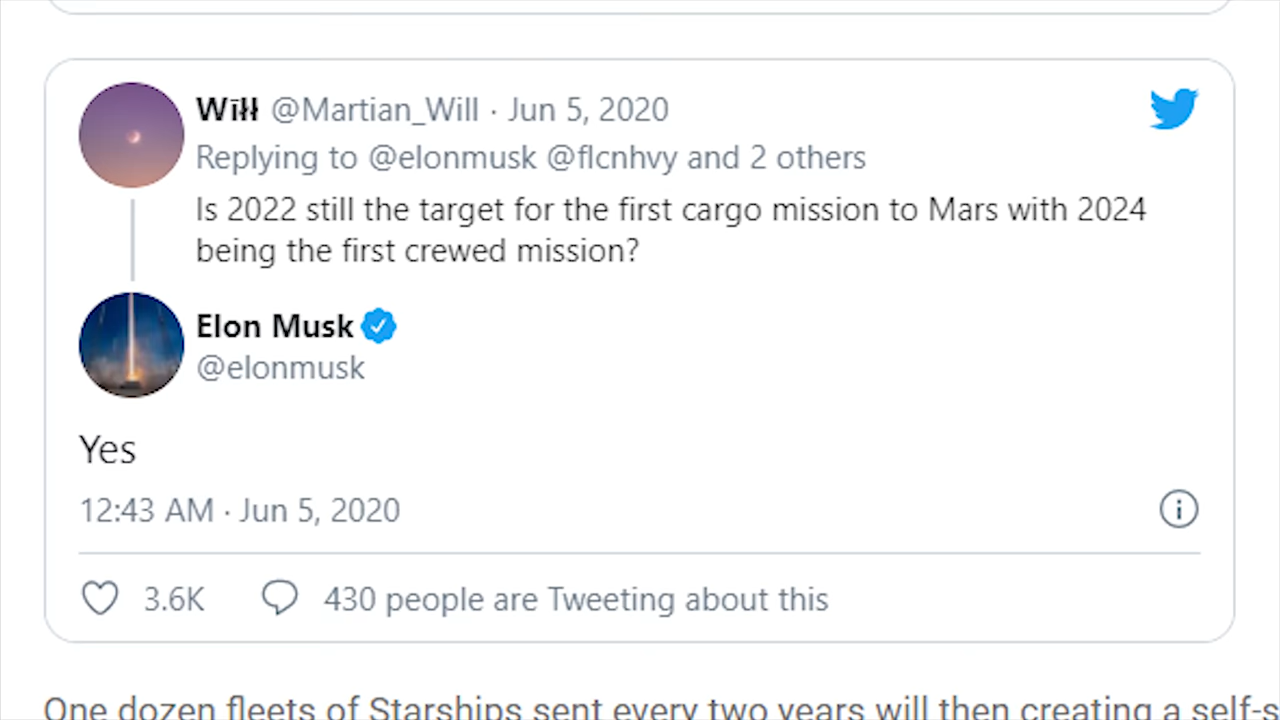 Wīłł @Martian_Will · Jun 5, 2020
Replying to @elonmusk @flcnhvy and 2 others
Is 2022 still the target for the first cargo mission to Mars with 2024
being the first crewed mission?
Elon Musk
@elonmusk
Yes
12:43 AM · Jun 5, 2020
3.6K 430 people are Tweeting about this
One dozen fleets of Starships sent every two years will then creating a self-s